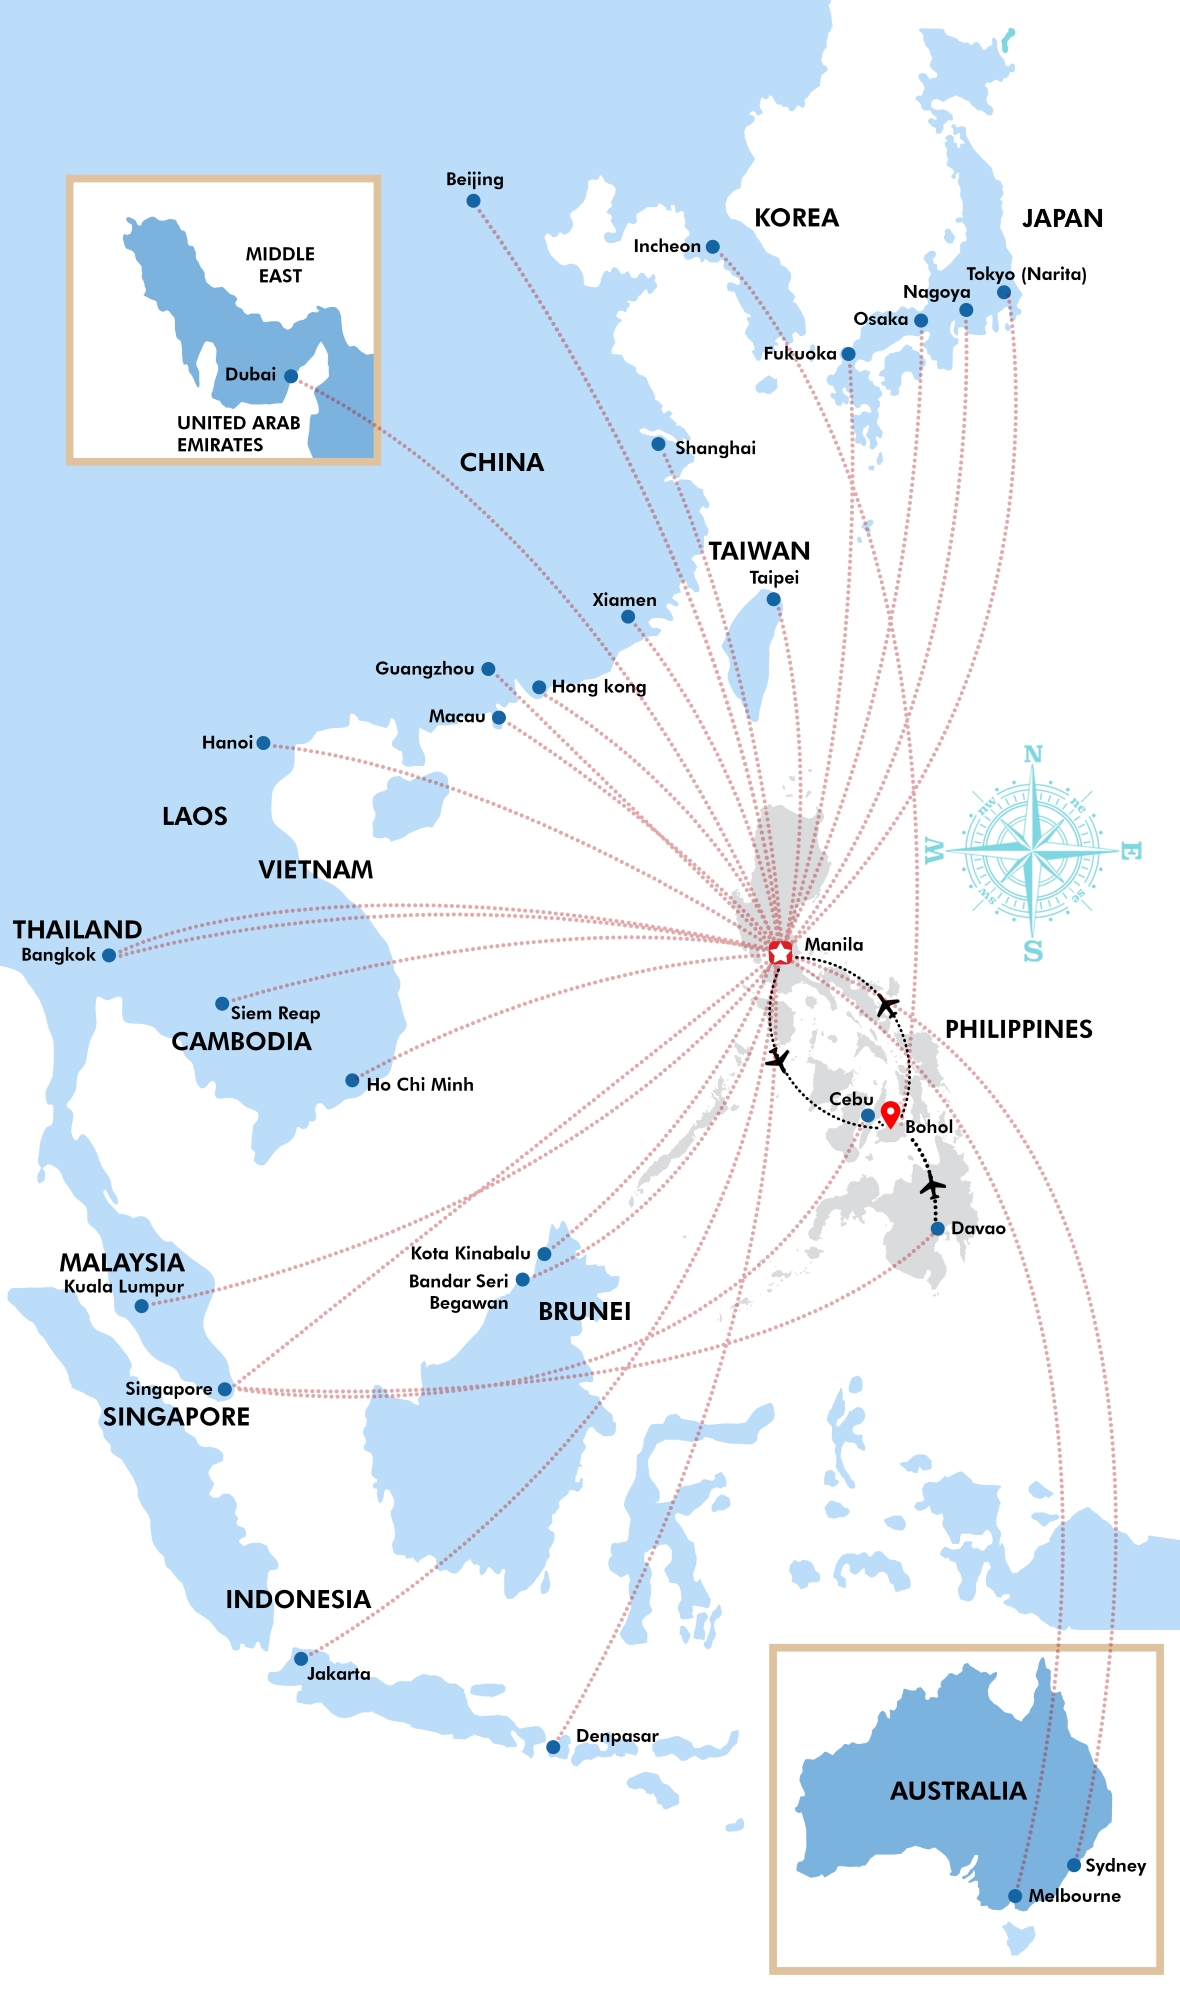 Beijing
KOREA
JAPAN
Incheon
MIDDLE
EAST
Tokyo (Narita)
Nagoya
Osaka
Fukuoka
Dubai
UNITED ARAB
EMIRATES
Shanghai
CHINA
TAIWAN
Taipei
Xiamen
Guangzhou
Hong kong
Macau
Hanoi
N
ne
nw
W
E
sw
se
S
LAOS
VIETNAM
THAILAND
Bangkok
Manila
Siem Reap
CAMBODIA
PHILIPPINES
Ho Chi Minh
Cebu
Bohol
Davao
MALAYSIA
Kuala Lumpur
Kota Kinabalu
Bandar Seri
Begawan
BRUNEI
Singapore
SINGAPORE
INDONESIA
Jakarta
Denpasar
AUSTRALIA
Sydney
Melbourne